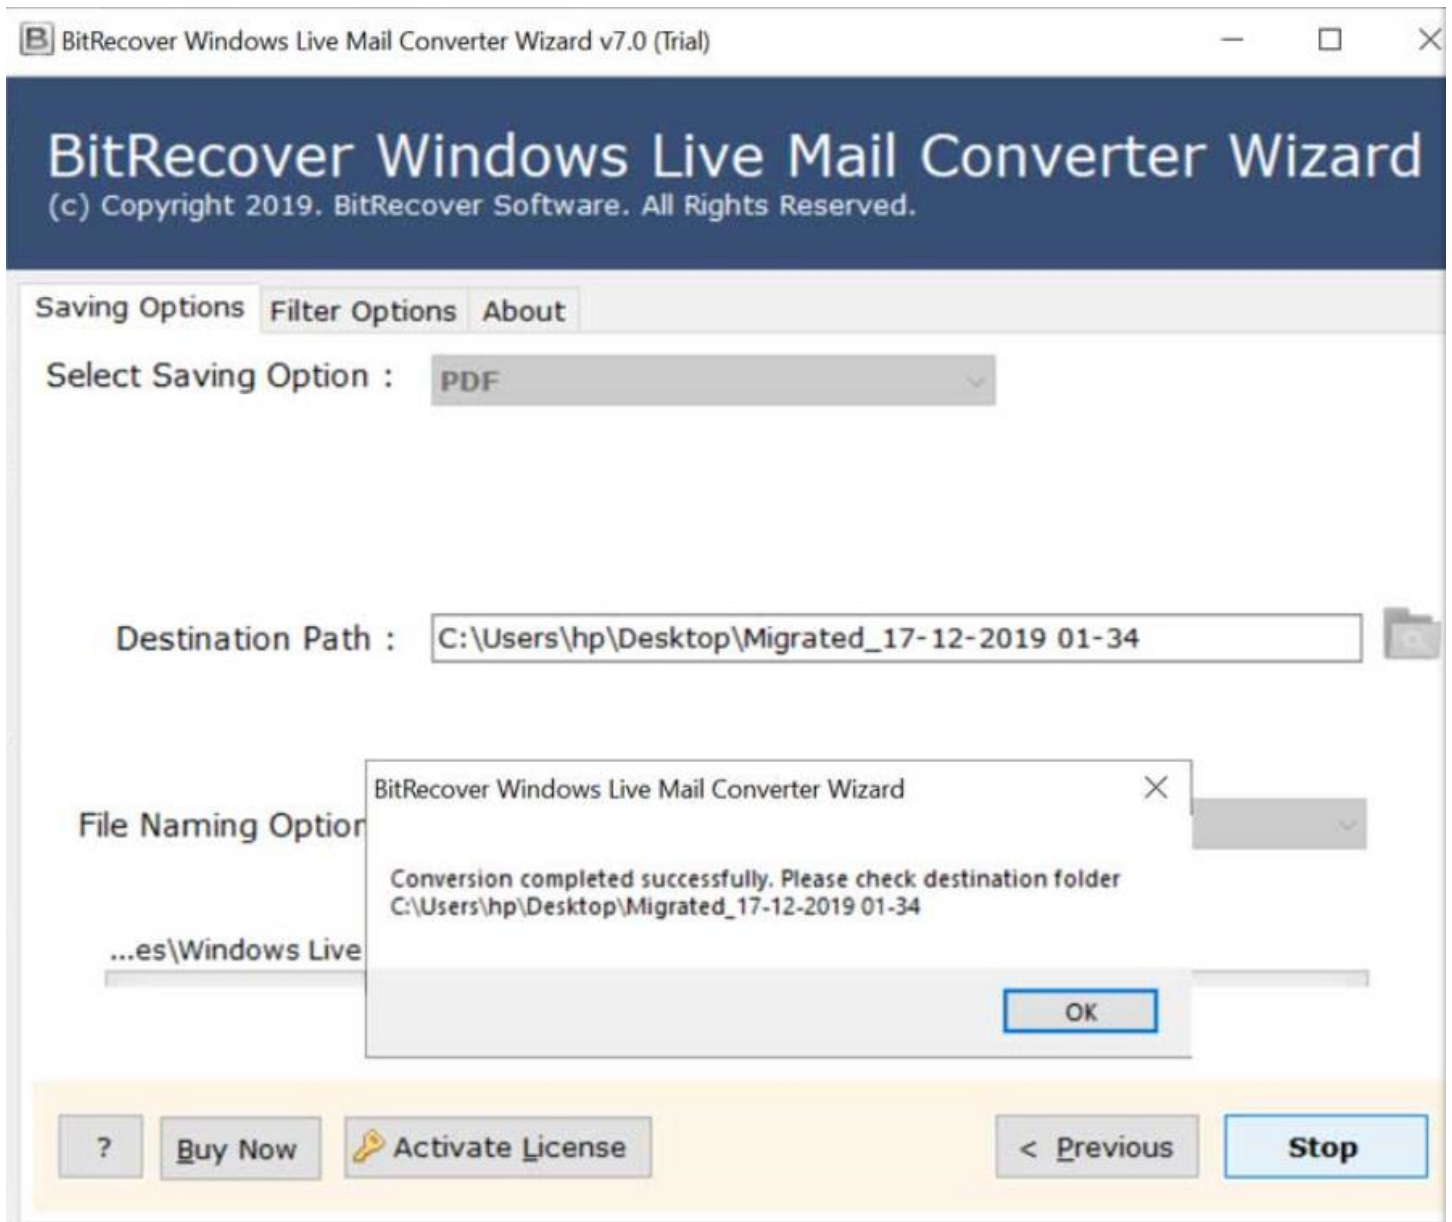 BitRecover Windows Live Mail Converter Wizard v7.0 (Trial)
BitRecover Windows Live Mail Converter Wizard
(c) Copyright 2019. BitRecover Software. All Rights Reserved.
Saving Options Filter Options About
Select Saving Option : PDF
Destination Path : C:\Users\hp\Desktop\Migrated_17-12-2019 01-34
BitRecover Windows Live Mail Converter Wizard
File Naming Option
Conversion completed successfully. Please check destination folder
C:\Users\hp\Desktop\Migrated_17-12-2019 01-34
...es\Windows Live
OK
? Buy Now Activate License < Previous Stop